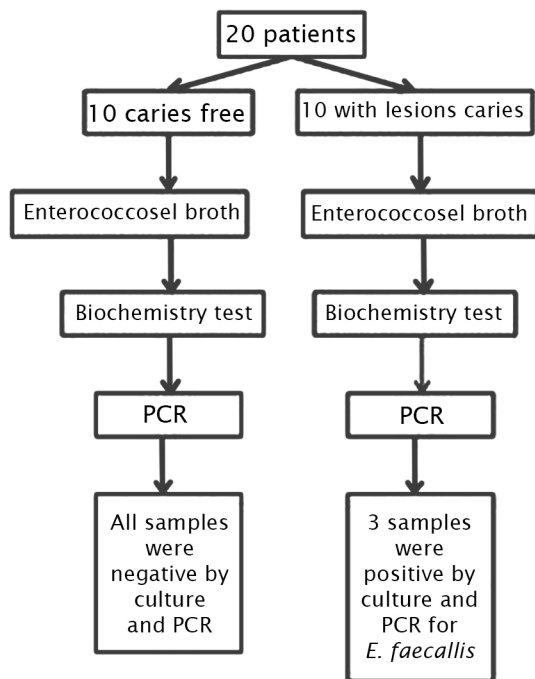 20 patients
10 caries free
10 with lesions caries
Enterococcosel broth
Enterococcosel broth
Biochemistry test
Biochemistry test
PCR
PCR
All samples
were
negative by
culture
and PCR
3 samples
were
positive by
culture and
PCR for
E. faecallis